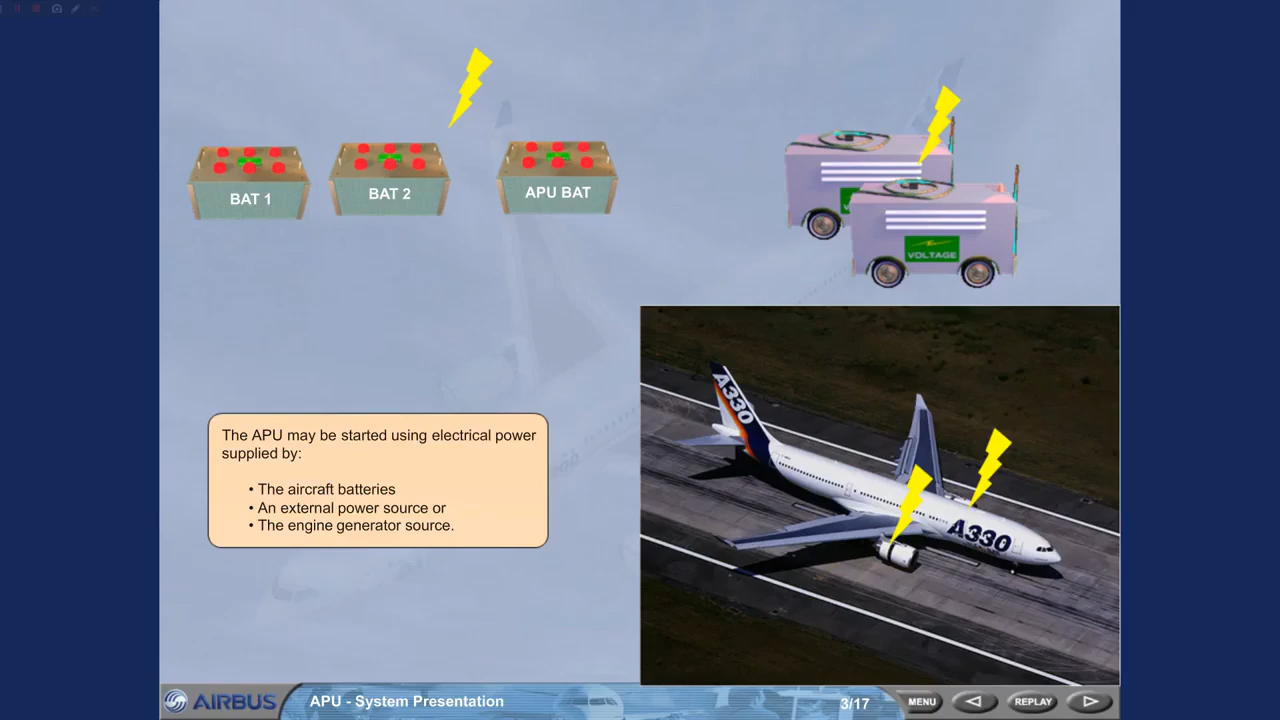 BAT 1
BAT 2
APU BAT
VOLTAGE
The APU may be started using electrical power
supplied by:
• The aircraft batteries
• An external power source or
• The engine generator source.
A330
A330
AIRBUS
APU - System Presentation
3/17
MENU
REPLAY